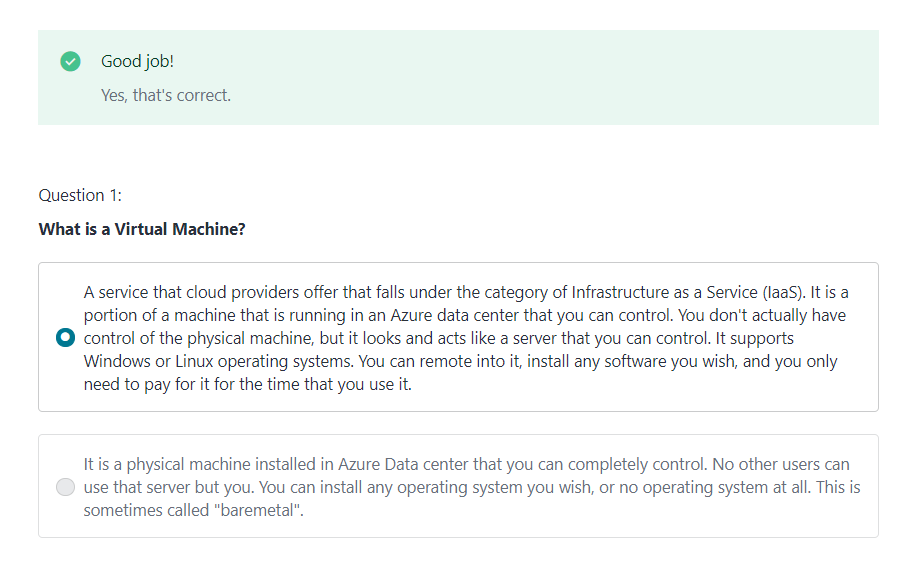 Good job!
Yes, that's correct.
Question 1:
What is a Virtual Machine?
A service that cloud providers offer that falls under the category of Infrastructure as a Service (IaaS). It is a
portion of a machine that is running in an Azure data center that you can control. You don't actually have
control of the physical machine, but it looks and acts like a server that you can control. It supports
Windows or Linux operating systems. You can remote into it, install any software you wish, and you only
need to pay for it for the time that you use it.
It is a physical machine installed in Azure Data center that you can completely control. No other users can
use that server but you. You can install any operating system you wish, or no operating system at all. This is
sometimes called "baremetal".